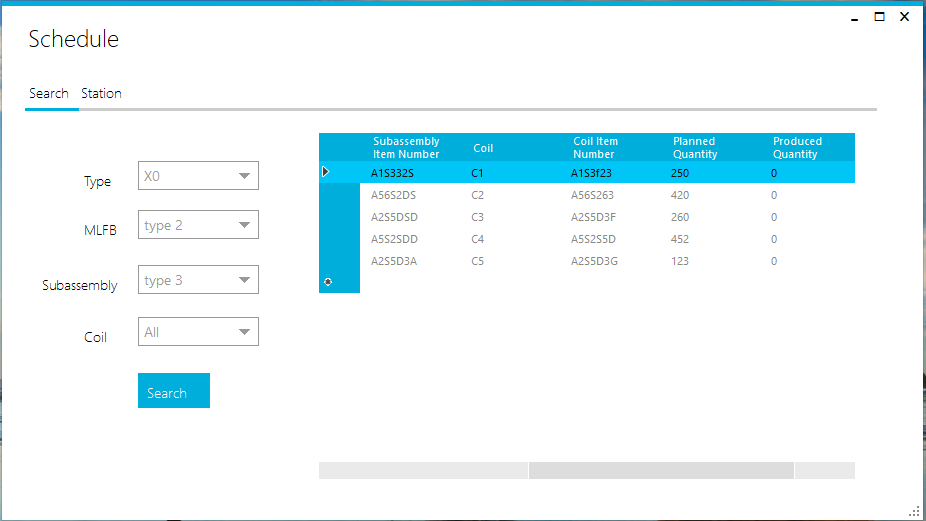 Schedule
Search Station
Type X0
MLFB type 2
Subassembly type 3
Coil All
Search
Subassembly Item Number Coil Coil Item Number Planned Quantity Produced Quantity
A1S332S C1 A1S3f23 250 0
A56S2DS C2 A56S263 420 0
A2S5DSD C3 A2S5D3F 260 0
A5S2SDD C4 A5S2S5D 452 0
A2S5D3A C5 A2S5D3G 123 0